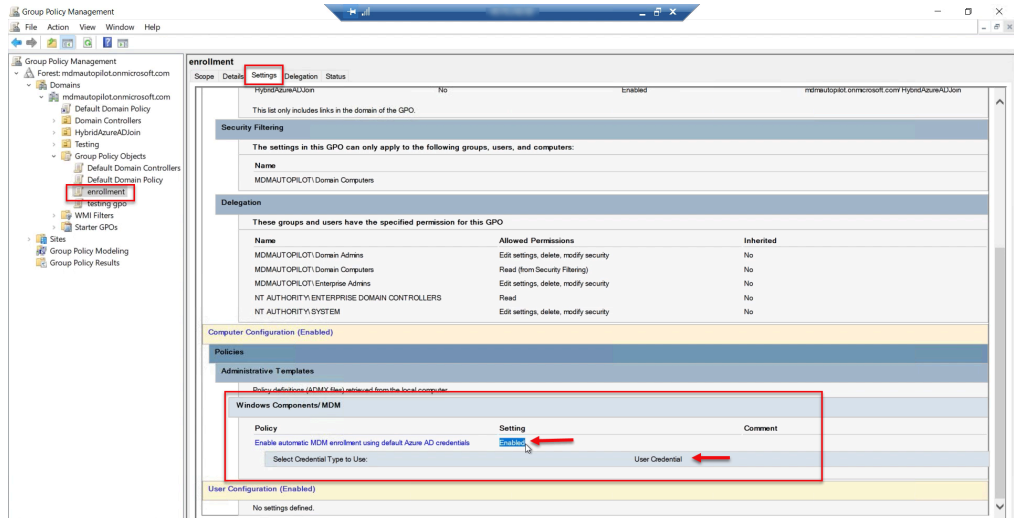 Group Policy Management
File Action View Window Help
Group Policy Management
Forest: mdmautopilot.onmicrosoft.com
Domains
mdmautopilot.onmicrosoft.com
Default Domain Policy
Domain Controllers
HybridAzureADJoin
Testing
Group Policy Objects
Default Domain Controllers
Default Domain Policy
enrollment
testing gpo
WMI Filters
Starter GPOs
Sites
Group Policy Modeling
Group Policy Results
enrollment
Scope Details Settings Delegation Status
HybridAzureADJoin No Enabled mdmautopilot.onmicrosoft.com/HybridAzureADJoin
This list only includes links in the domain of the GPO.
Security Filtering
The settings in this GPO can only apply to the following groups, users, and computers:
Name
MDMAUTOPILOT\Domain Computers
Delegation
These groups and users have the specified permission for this GPO
Name Allowed Permissions Inherited
MDMAUTOPILOT\Domain Admins Edit settings, delete, modify security No
MDMAUTOPILOT\Domain Computers Read (from Security Filtering) No
MDMAUTOPILOT\Enterprise Admins Edit settings, delete, modify security No
NT AUTHORITY\ENTERPRISE DOMAIN CONTROLLERS Read No
NT AUTHORITY\SYSTEM Edit settings, delete, modify security No
Computer Configuration (Enabled)
Policies
Administrative Templates
Policy definitions (ADMX files) retrieved from the local computer.
Windows Components/MDM
Policy Setting Comment
Enable automatic MDM enrollment using default Azure AD credentials Enabled
Select Credential Type to Use: User Credential
User Configuration (Enabled)
No settings defined.